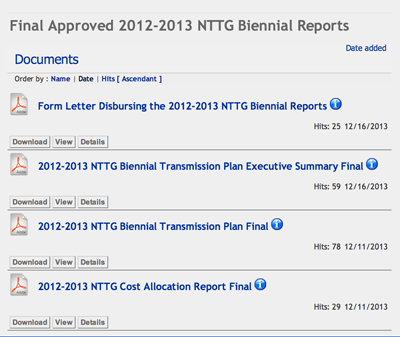 Final Approved 2012-2013 NTTG Biennial Reports
Date added
Documents
Order by : Name | Date | Hits [ Ascendant ]
Form Letter Disbursing the 2012-2013 NTTG Biennial Reports
Hits: 25 12/16/2013
Download View Details
2012-2013 NTTG Biennial Transmission Plan Executive Summary Final
Hits: 59 12/16/2013
Download View Details
2012-2013 NTTG Biennial Transmission Plan Final
Hits: 78 12/11/2013
Download View Details
2012-2013 NTTG Cost Allocation Report Final
Hits: 29 12/11/2013
Download View Details